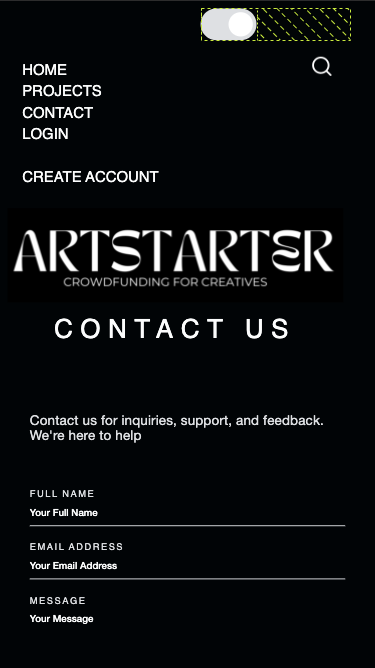 HOME
PROJECTS
CONTACT
LOGIN
CREATE ACCOUNT
ARTSTARTER
CROWDFUNDING FOR CREATIVES
CONTACT US
Contact us for inquiries, support, and feedback.
We're here to help
FULL NAME
Your Full Name
EMAIL ADDRESS
Your Email Address
MESSAGE
Your Message